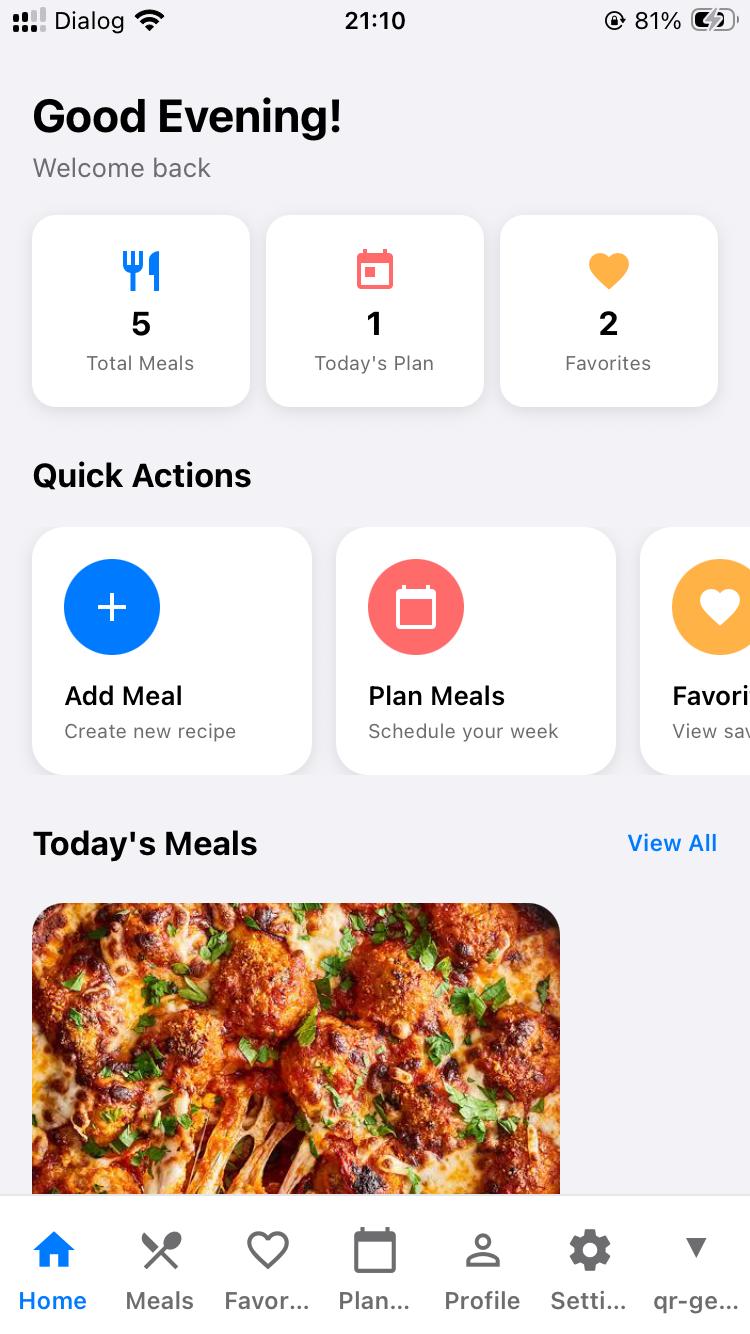 Dialog 21:10 81%
Good Evening!
Welcome back
5 1 2
Total Meals Today's Plan Favorites
Quick Actions
Add Meal Plan Meals Favori
Create new recipe Schedule your week View sav
Today's Meals View All
Home Meals Favor... Plan... Profile Setti... qr-ge...